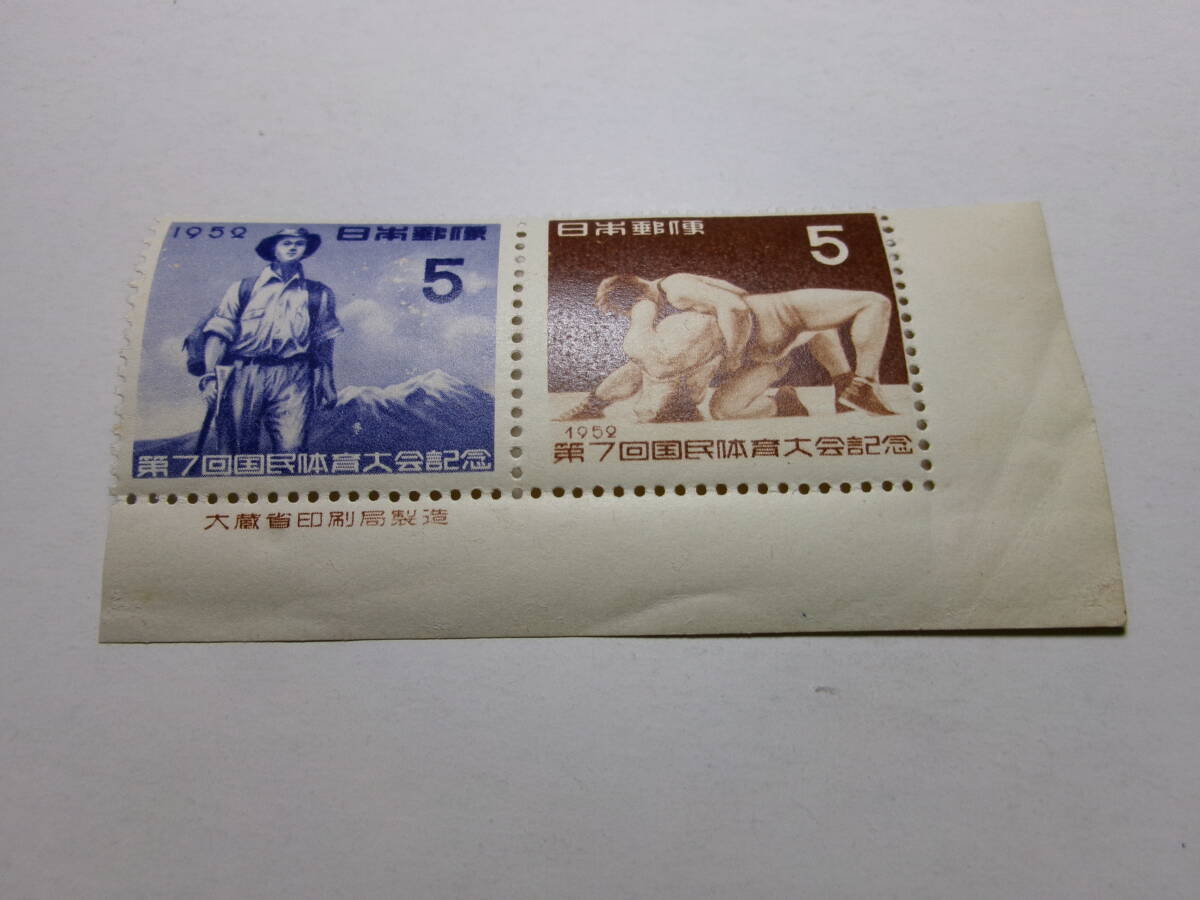 1952 日本郵便
5
第7回国民体育大会記念
日本郵便 5
1952
第7回国民体育大会記念
大蔵省印刷局製造